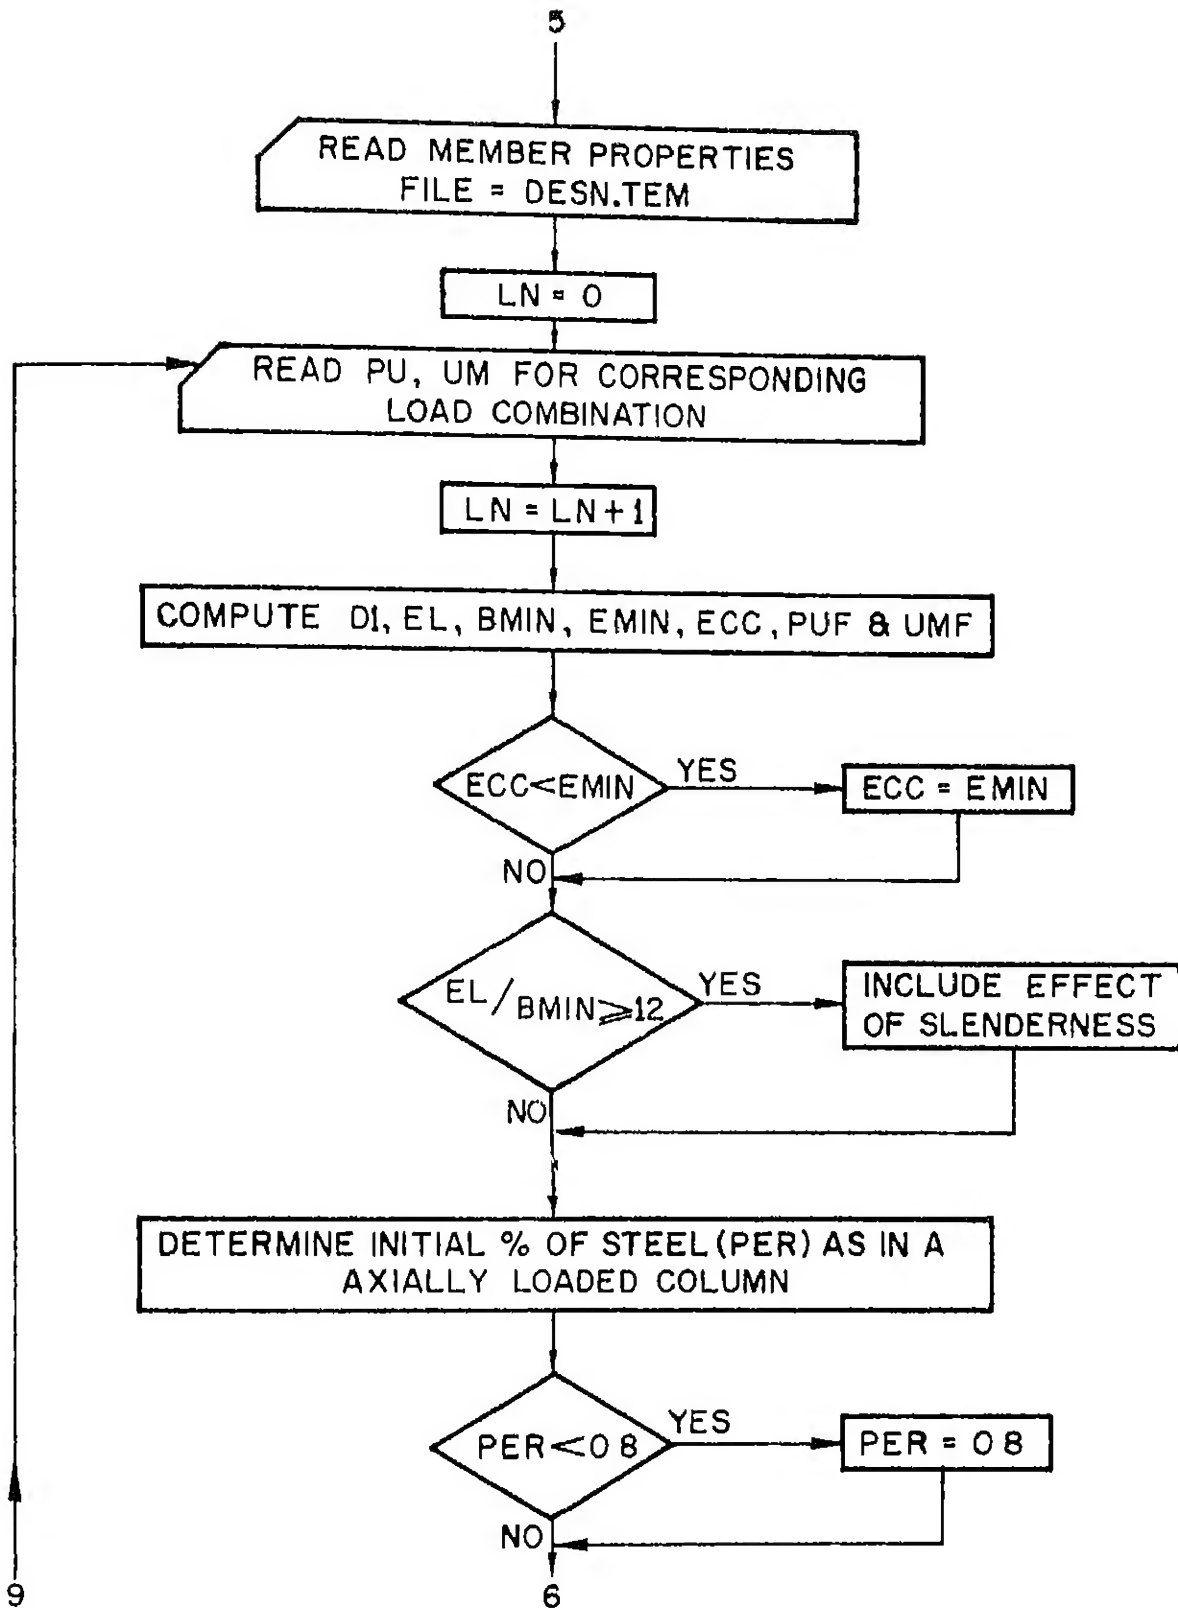 5
READ MEMBER PROPERTIES
FILE = DESN.TEM
LN = 0
READ PU, UM FOR CORRESPONDING
LOAD COMBINATION
LN = LN + 1
COMPUTE D1, EL, BMIN, EMIN, ECC, PUF & UMF
ECC < EMIN
YES
ECC = EMIN
NO
EL / BMIN ⩾ 12
YES
INCLUDE EFFECT
OF SLENDERNESS
NO
DETERMINE INITIAL % OF STEEL (PER) AS IN A
AXIALLY LOADED COLUMN
PER < 0 8
YES
PER = 0 8
NO
9
6